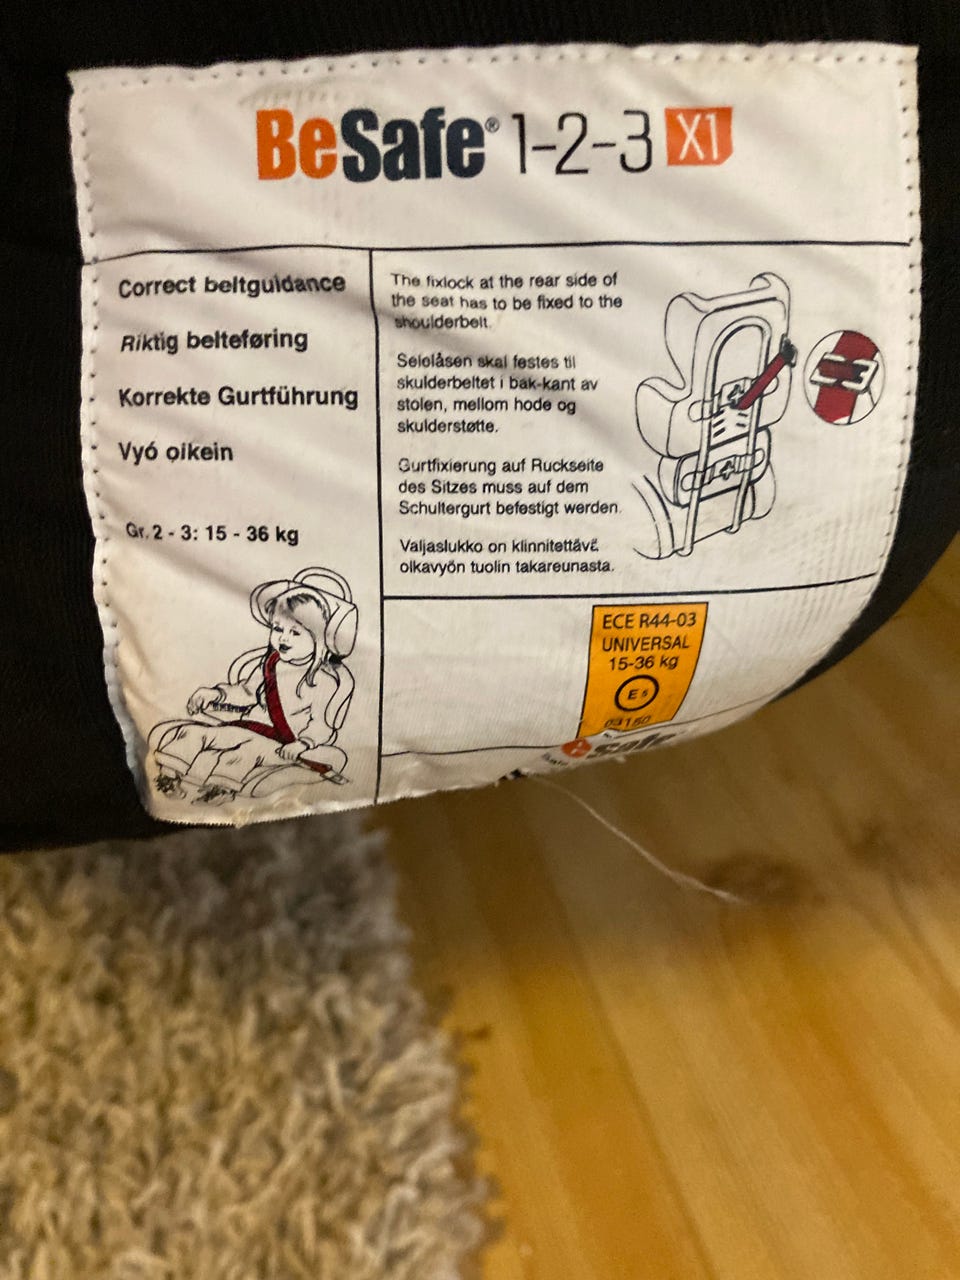 BeSafe® 1-2-3 X1
Correct beltguidance
Riktig belteføring
Korrekte Gurtführung
Vyó oikein
Gr. 2 - 3: 15 - 36 kg
The fixlock at the rear side of
the seat has to be fixed to the
shoulderbelt.
Selelåsen skal festes til
skulderbeltet i bak-kant av
stolen, mellom hode og
skulderstøtte.
Gurtfixierung auf Ruckseite
des Sitzes muss auf dem
Schultergurt befestigt werden.
Valjaslukko on klinnitettävä
olkavyön tuolin takareunasta.
ECE R44-03
UNIVERSAL
15-36 kg
E5
safe